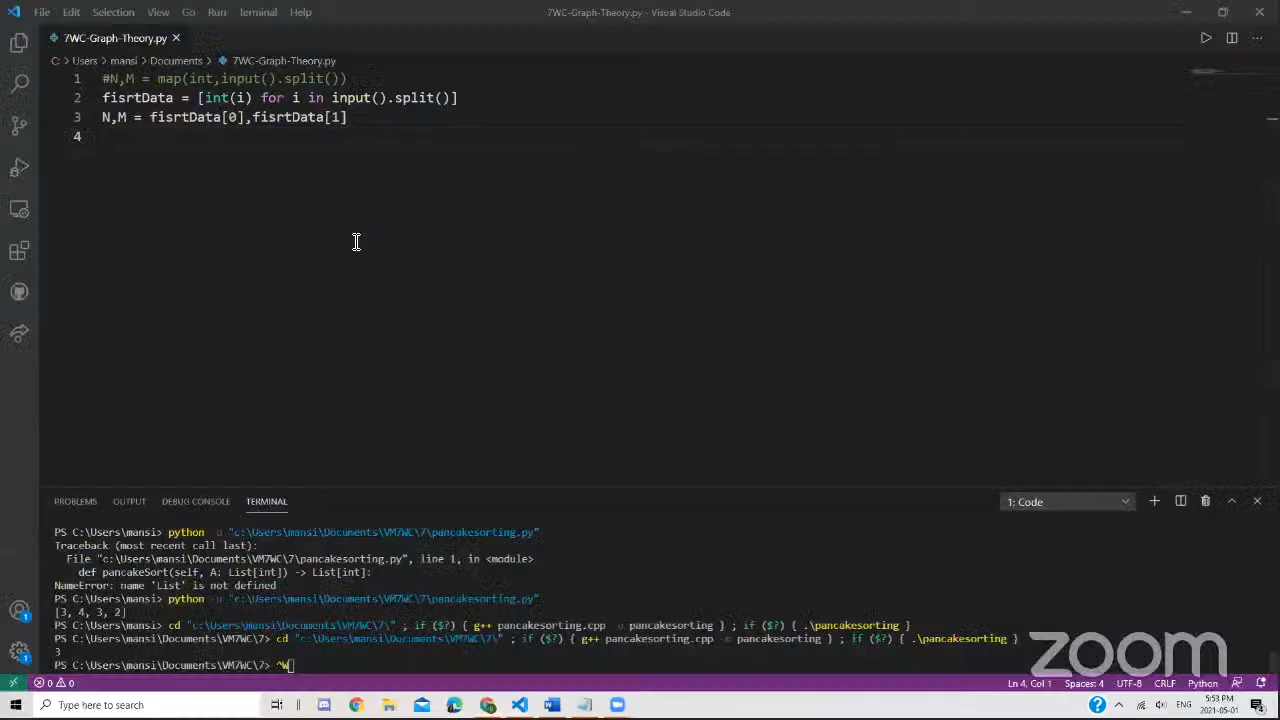 File Edit Selection View Go Run Terminal Help 7WC-Graph-Theory.py - Visual Studio Code
7WC-Graph-Theory.py
C: > Users > mansi > Documents > 7WC-Graph-Theory.py
1 #N,M = map(int,input().split())
2 fisrtData = [int(i) for i in input().split()]
3 N,M = fisrtData[0],fisrtData[1]
4
PROBLEMS OUTPUT DEBUG CONSOLE TERMINAL 1: Code
PS C:\Users\mansi> python -u "c:\Users\mansi\Documents\VM7WC\7\pancakesorting.py"
Traceback (most recent call last):
File "c:\Users\mansi\Documents\VM7WC\7\pancakesorting.py", line 1, in <module>
def pancakeSort(self, A: List[int]) -> List[int]:
NameError: name 'List' is not defined
PS C:\Users\mansi> python -u "c:\Users\mansi\Documents\VM7WC\7\pancakesorting.py"
[3, 4, 3, 2]
PS C:\Users\mansi> cd "c:\Users\mansi\Documents\VM7WC\7\" ; if ($?) { g++ pancakesorting.cpp -o pancakesorting } ; if ($?) { .\pancakesorting }
PS C:\Users\mansi\Documents\VM7WC\7> cd "c:\Users\mansi\Documents\VM7WC\7\" ; if ($?) { g++ pancakesorting.cpp -o pancakesorting } ; if ($?) { .\pancakesorting }
3
PS C:\Users\mansi\Documents\VM7WC\7> ^W
zoom
0 0 Ln 4, Col 1 Spaces: 4 UTF-8 CRLF Python
Type here to search ENG 5:53 PM
2021-05-01